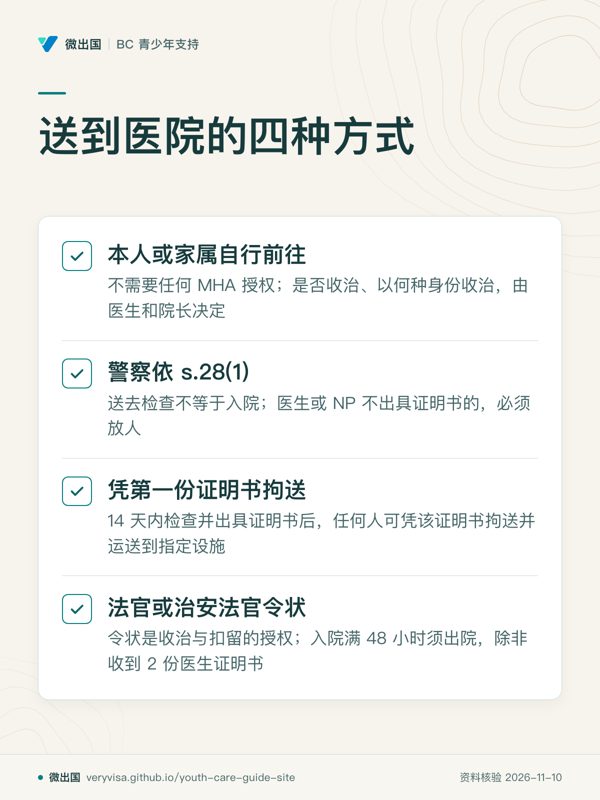 微出国 | BC 青少年支持
送到医院的四种方式
本人或家属自行前往
不需要任何 MHA 授权；是否收治、以何种身份收治，由
医生和院长决定
警察依 s.28(1)
送去检查不等于入院；医生或 NP 不出具证明书的，必须
放人
凭第一份证明书拘送
14 天内检查并出具证明书后，任何人可凭该证明书拘送并
运送到指定设施
法官或治安法官令状
令状是收治与扣留的授权；入院满 48 小时须出院，除非
收到 2 份医生证明书
微出国 veryvisa.github.io/youth-care-guide-site
资料核验 2026-11-10